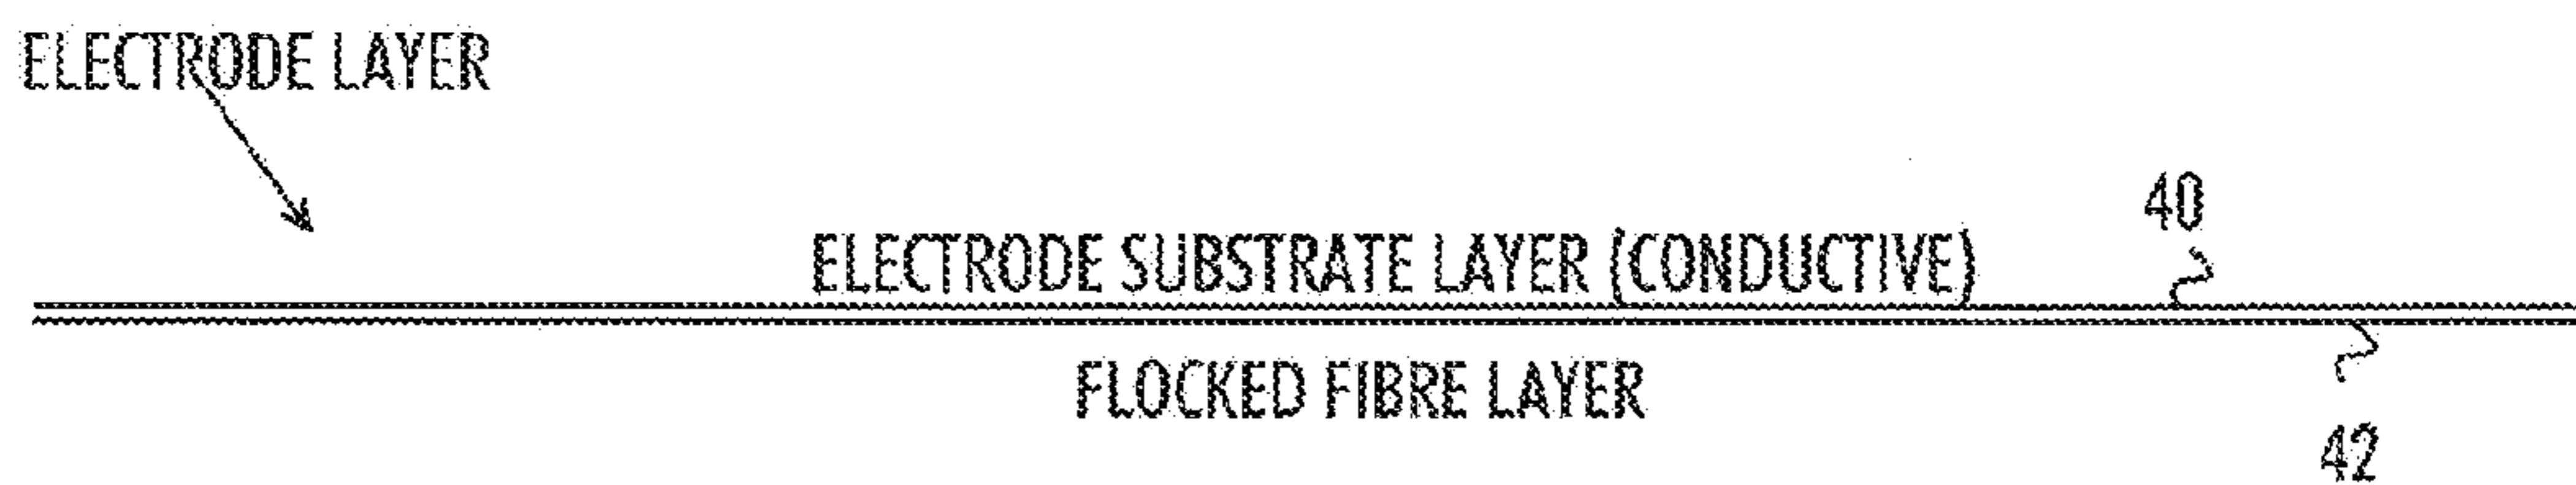 ELECTRODE LAYER
40
ELECTRODE SUBSTRATE LAYER (CONDUCTIVE)
FLOCKED FIBRE LAYER
42